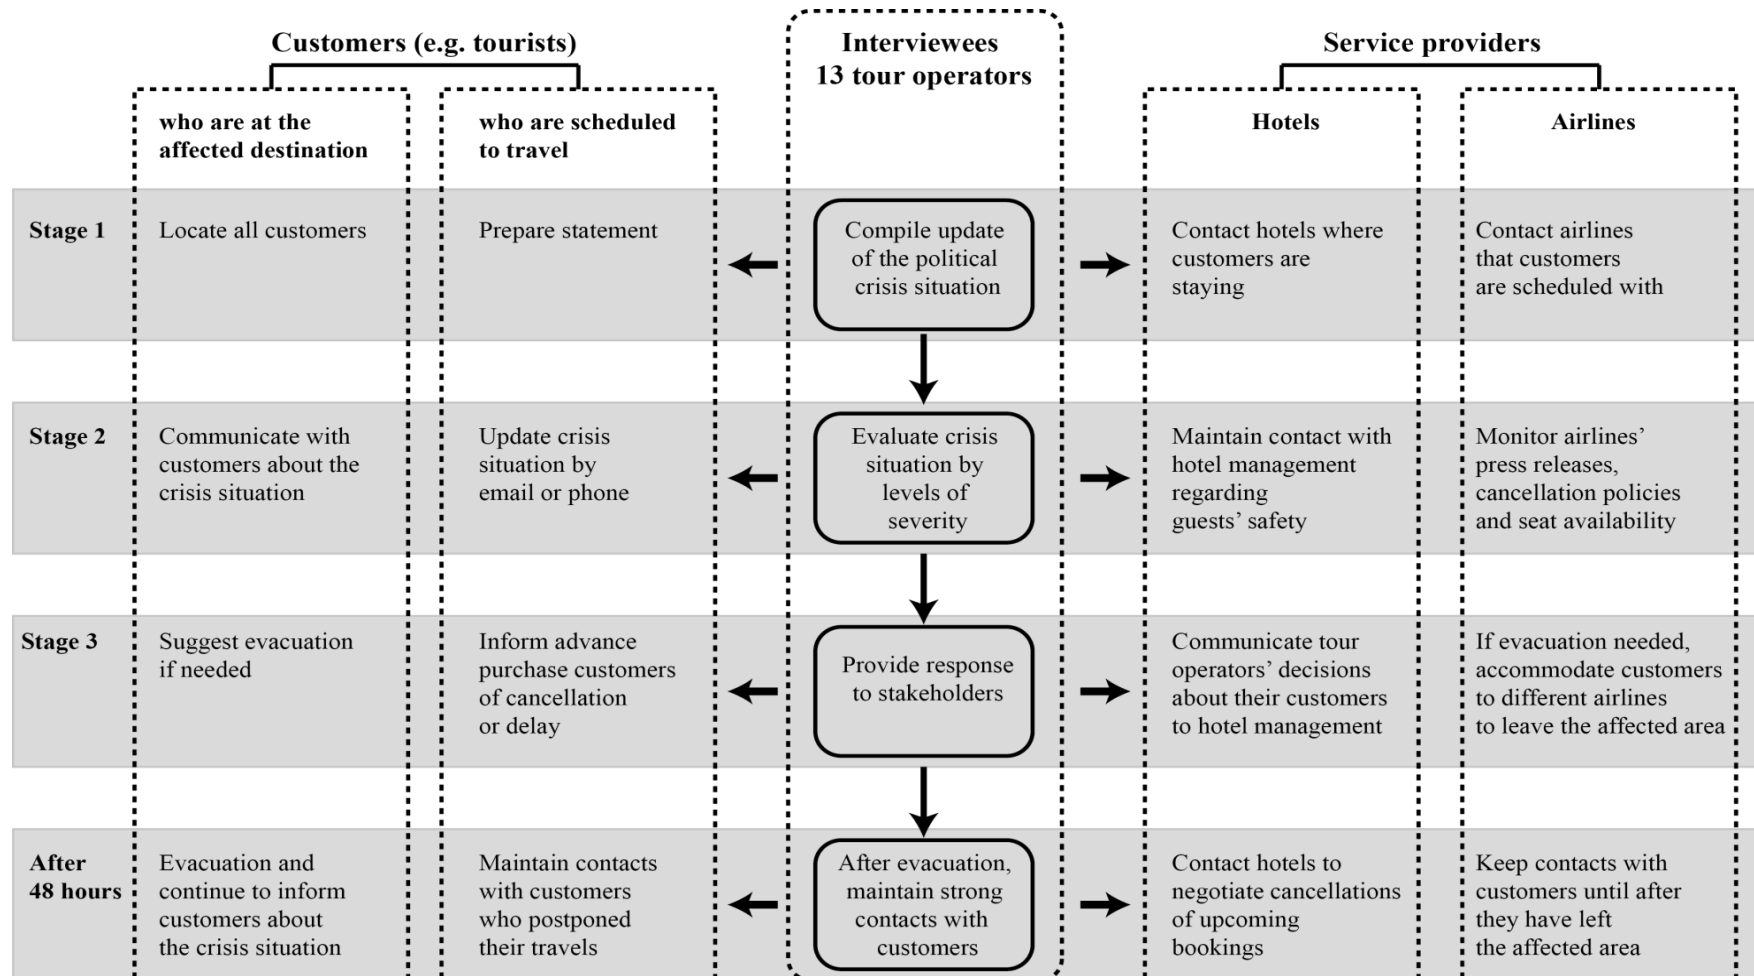 Customers (e.g. tourists)
Interviewees
13 tour operators
Service providers
who are at the
affected destination
who are scheduled
to travel
Hotels
Airlines
Stage 1
Locate all customers
Prepare statement
Compile update
of the political
crisis situation
Contact hotels where
customers are
staying
Contact airlines
that customers
are scheduled with
Stage 2
Communicate with
customers about the
crisis situation
Update crisis
situation by
email or phone
Evaluate crisis
situation by
levels of
severity
Maintain contact with
hotel management
regarding
guests’ safety
Monitor airlines’
press releases,
cancellation policies
and seat availability
Stage 3
Suggest evacuation
if needed
Inform advance
purchase customers
of cancellation
or delay
Provide response
to stakeholders
Communicate tour
operators’ decisions
about their customers
to hotel management
If evacuation needed,
accommodate customers
to different airlines
to leave the affected area
After
48 hours
Evacuation and
continue to inform
customers about
the crisis situation
Maintain contacts
with customers
who postponed
their travels
After evacuation,
maintain strong
contacts with
customers
Contact hotels to
negotiate cancellations
of upcoming
bookings
Keep contacts with
customers until after
they have left
the affected area